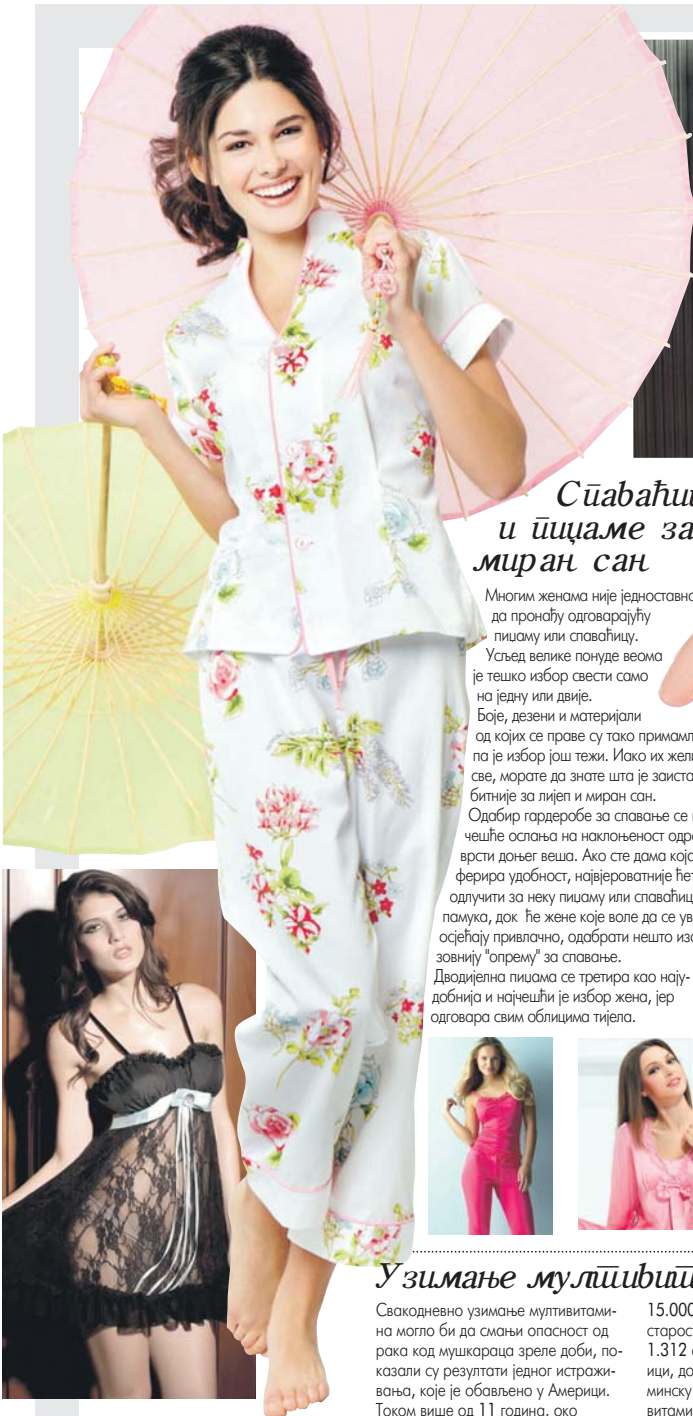 и пиџаме за
миран сан
Многим женама није једноставно
да пронађу одговарајућу
пиџаму или спаваћицу.
Усљед велике понуде веома
је тешко избор свести само
на једну или двије.
Боје, дезени и материјали
од којих се праве су тако
па је избор још тежи. Иако их
све, морате да знате шта је заиста
битније за лијеп и миран сан.
Одабир гардеробе за спавање се
чешће ослања на наклоњеност
врсти доњег веша. Ако сте дама која
ферира удобност, највјероватније
одлучити за неку пиџаму или
памука, док ће жене које воле да се
осјећају привлачно, одабрати нешто
зовнију "опрему" за спавање.
Дводијелна пиџама се третира као нају-
добнија и најчешћи је избор жена, јер
одговара свим облицима тијела.
Узимање
Свакодневно узимање мултивитами-
на могло би да смањи опасност од
рака код мушкараца зреле доби, по-
казали су резултати једног истражи-
вања, које је обављено у Америци.
Током више од 11 година, око
15.000
старост
1.312
ици, до
минску
витами